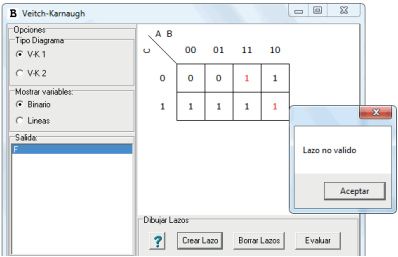 B Veitch-Karnaugh
Opciones
Tipo Diagrama
V-K 1
V-K 2
Mostrar variables:
Binario
Lineas
Salida:
F
A B
C
00 01 11 10
0 0 0 1 1
1 1 1 1 1
Lazo no valido
Aceptar
Dibujar Lazos
? Crear Lazo Borrar Lazos Evaluar